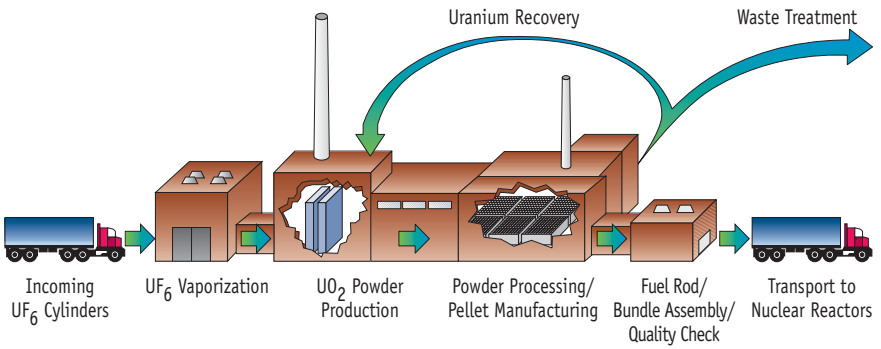 Uranium Recovery
Waste Treatment
Incoming
UF6 Cylinders
UF6 Vaporization
UO2 Powder
Production
Powder Processing/
Pellet Manufacturing
Fuel Rod/
Bundle Assembly/
Quality Check
Transport to
Nuclear Reactors